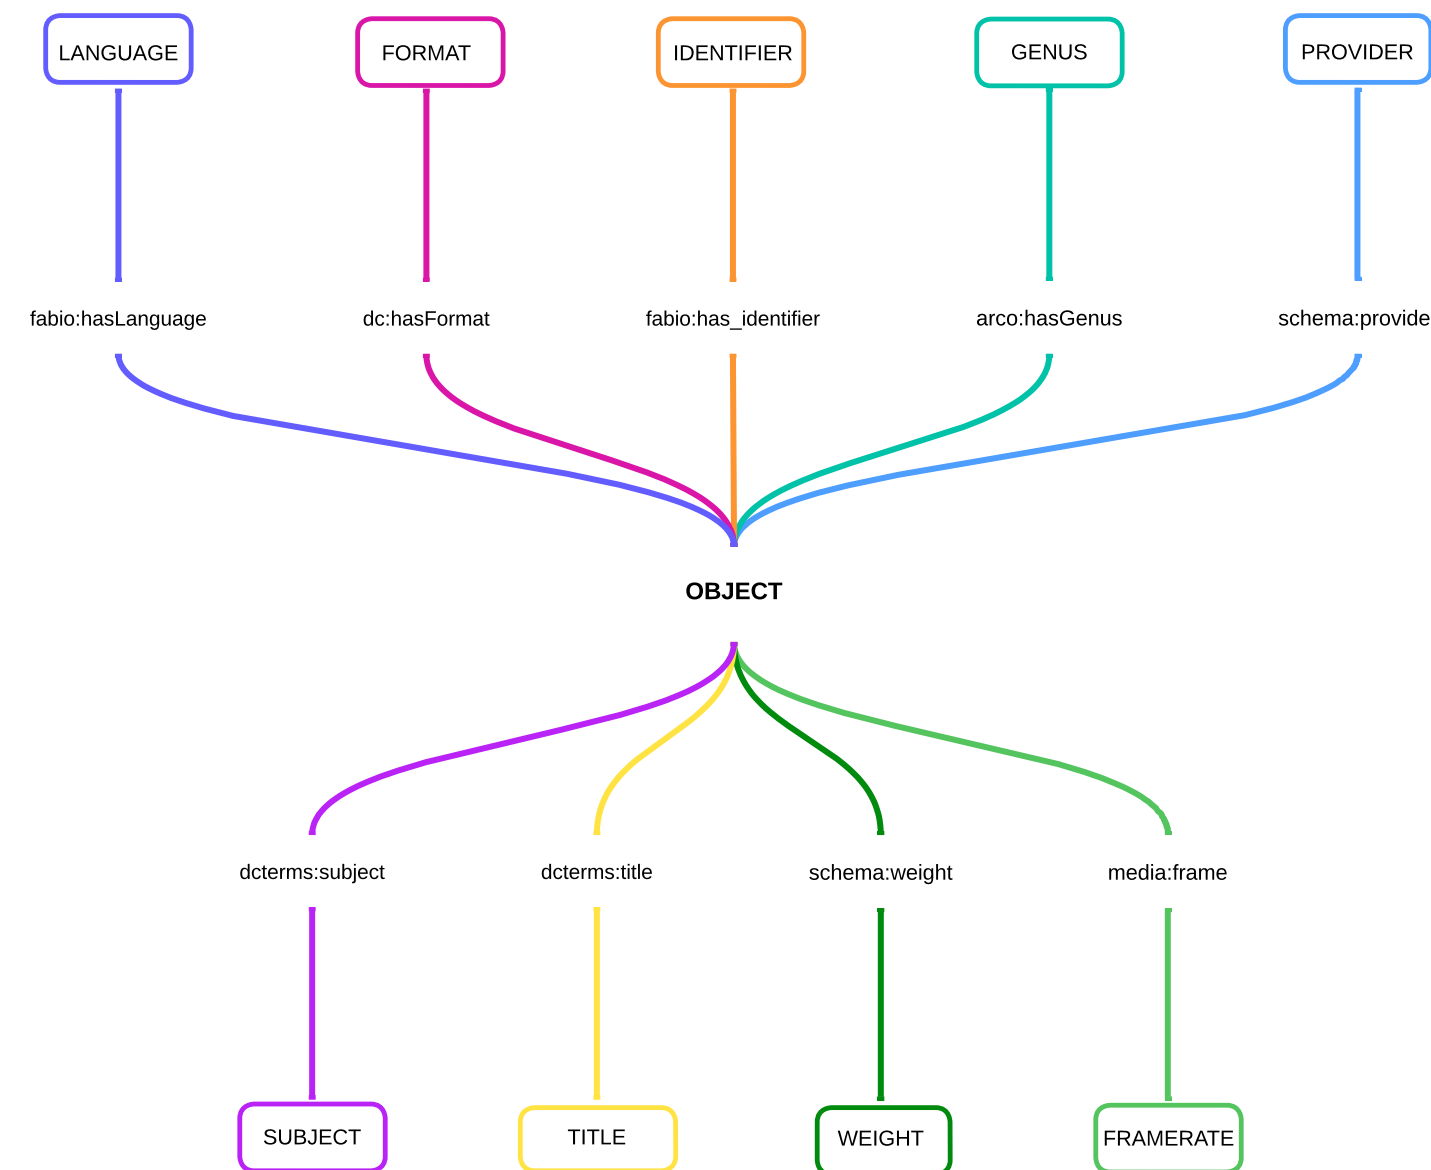 LANGUAGE
FORMAT
IDENTIFIER
GENUS
PROVIDER
fabio:hasLanguage
dc:hasFormat
fabio:has_identifier
arco:hasGenus
schema:provide
OBJECT
dcterms:subject
dcterms:title
schema:weight
media:frame
SUBJECT
TITLE
WEIGHT
FRAMERATE